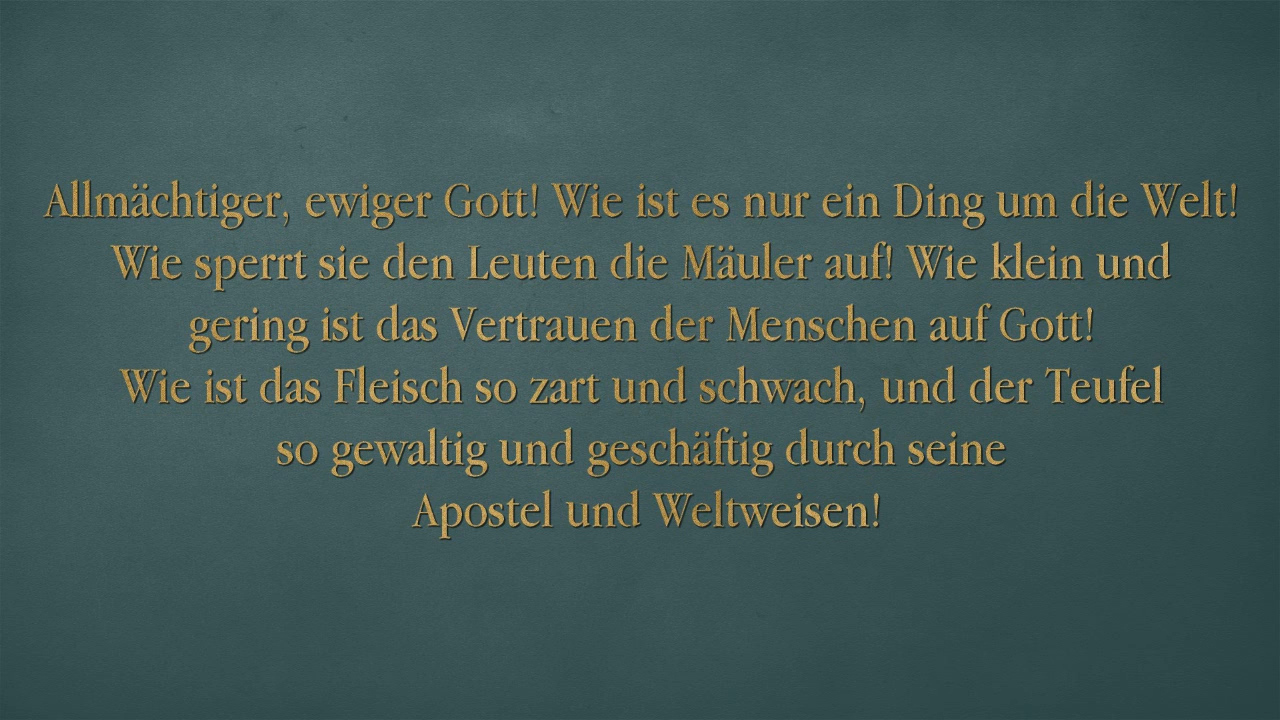 Allmächtiger, ewiger Gott! Wie ist es nur ein Ding um die Welt!
Wie sperrt sie den Leuten die Mäuler auf! Wie klein und
gering ist das Vertrauen der Menschen auf Gott!
Wie ist das Fleisch so zart und schwach, und der Teufel
so gewaltig und geschäftig durch seine
Apostel und Weltweisen!